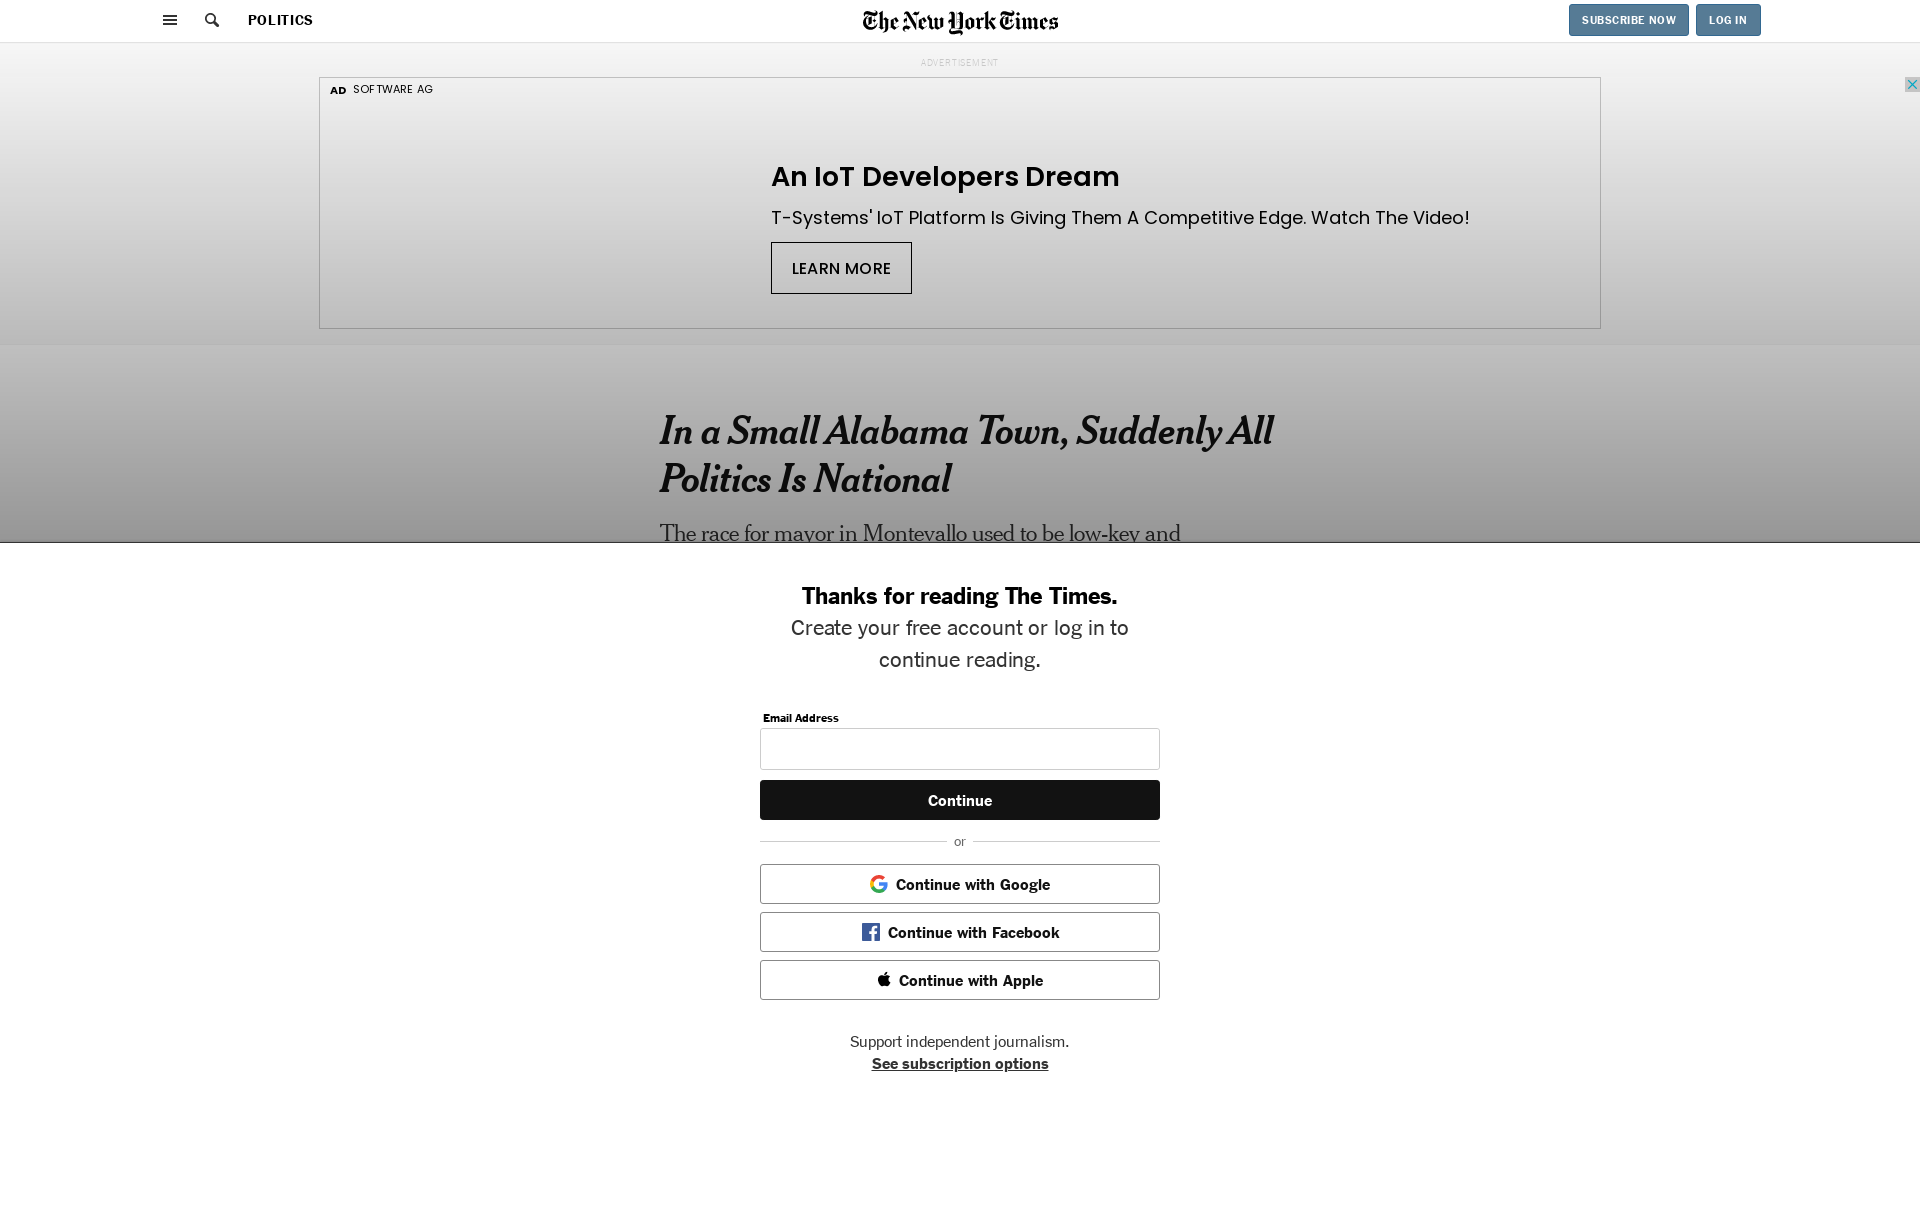 POLITICS
The New York Times
SUBSCRIBE NOW
LOG IN
ADVERTISEMENT
AD SOFTWARE AG
An IoT Developers Dream
T-Systems' IoT Platform Is Giving Them A Competitive Edge. Watch The Video!
LEARN MORE
In a Small Alabama Town, Suddenly All
Politics Is National
The race for mayor in Montevallo used to be low-key and
Thanks for reading The Times.
Create your free account or log in to
continue reading.
Email Address
Continue
or
Continue with Google
Continue with Facebook
Continue with Apple
Support independent journalism.
See subscription options